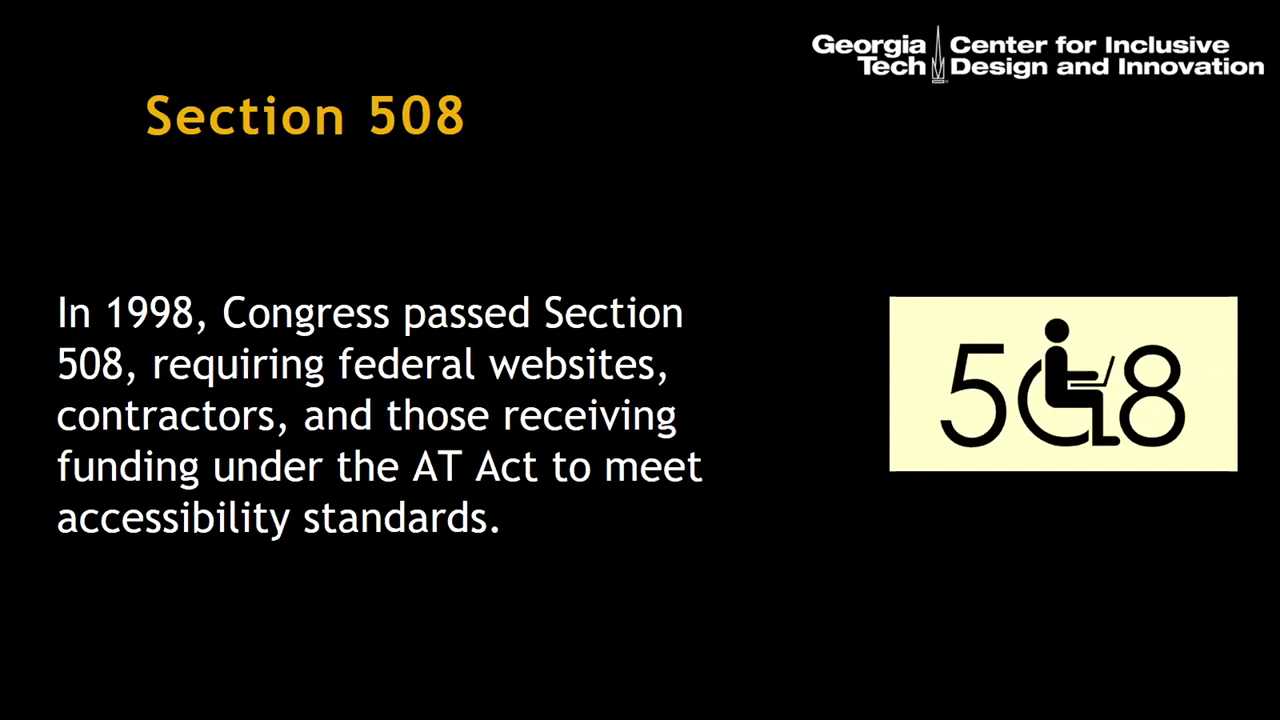 Georgia Tech Center for Inclusive Design and Innovation
Section 508
In 1998, Congress passed Section
508, requiring federal websites,
contractors, and those receiving
funding under the AT Act to meet
accessibility standards.
508